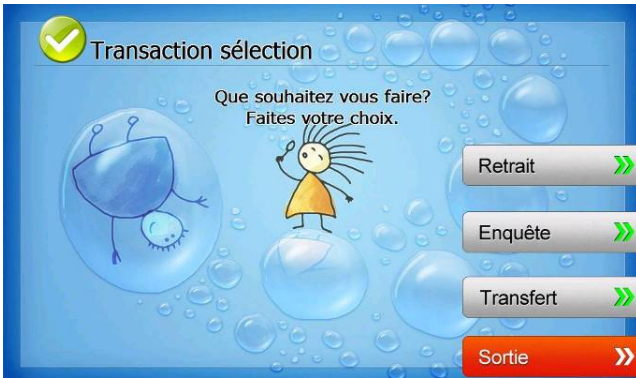 Transaction sélection
Que souhaitez vous faire?
Faites votre choix.
Retrait
Enquête
Transfert
Sortie